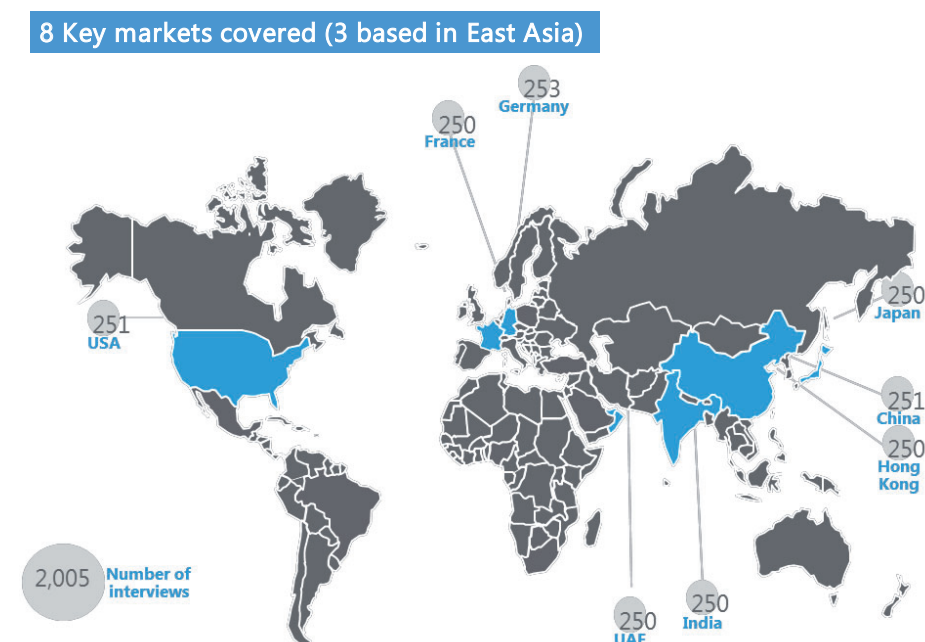 8 Key markets covered (3 based in East Asia)
253
Germany
250
France
250
Japan
251
USA
251
China
250
Hong
Kong
2,005
Number of
interviews
250
India
250
UAE